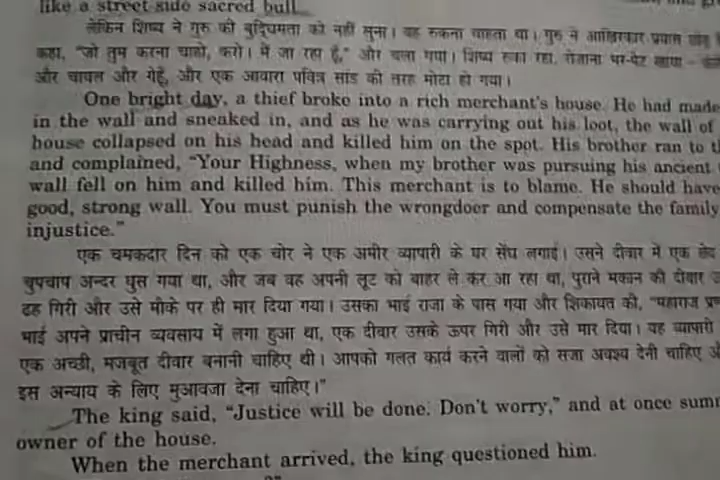 like a street side sacred bull
लेकिन शिष्य ने गुरु की बुद्धिमता को नहीं सुना। वह रुकना चाहता था। गुरु ने आखिरकार प्रयास छोड़
कहा, "जो तुम करना चाहो, करो। मैं जा रहा हूँ," और चला गया। शिष्य रुका रहा, रोजाना भर-पेट खाया -
और चावल और गेहूँ, और एक आवारा पवित्र सांड की तरह मोटा हो गया।
One bright day, a thief broke into a rich merchant's house. He had made
in the wall and sneaked in, and as he was carrying out his loot, the wall of
house collapsed on his head and killed him on the spot. His brother ran to
and complained, "Your Highness, when my brother was pursuing his ancient
wall fell on him and killed him. This merchant is to blame. He should have
good, strong wall. You must punish the wrongdoer and compensate the family
injustice."
एक चमकदार दिन को एक चोर ने एक अमीर व्यापारी के घर सेंध लगाई। उसने दीवार में एक छेद
चुपचाप अन्दर घुस गया था, और जब वह अपनी लूट को बाहर ले कर आ रहा था, पुराने मकान की दीवार
ढह गिरी और उसे मौके पर ही मार दिया गया। उसका भाई राजा के पास गया और शिकायत की, "महाराज
भाई अपने प्राचीन व्यवसाय में लगा हुआ था, एक दीवार उसके ऊपर गिरी और उसे मार दिया। यह व्यापारी
एक अच्छी, मजबूत दीवार बनानी चाहिए थी। आपको गलत कार्य करने वालों को सजा अवश्य देनी चाहिए
इस अन्याय के लिए मुआवजा देना चाहिए।"
The king said, "Justice will be done. Don't worry," and at once
owner of the house.
When the merchant arrived, the king questioned him.